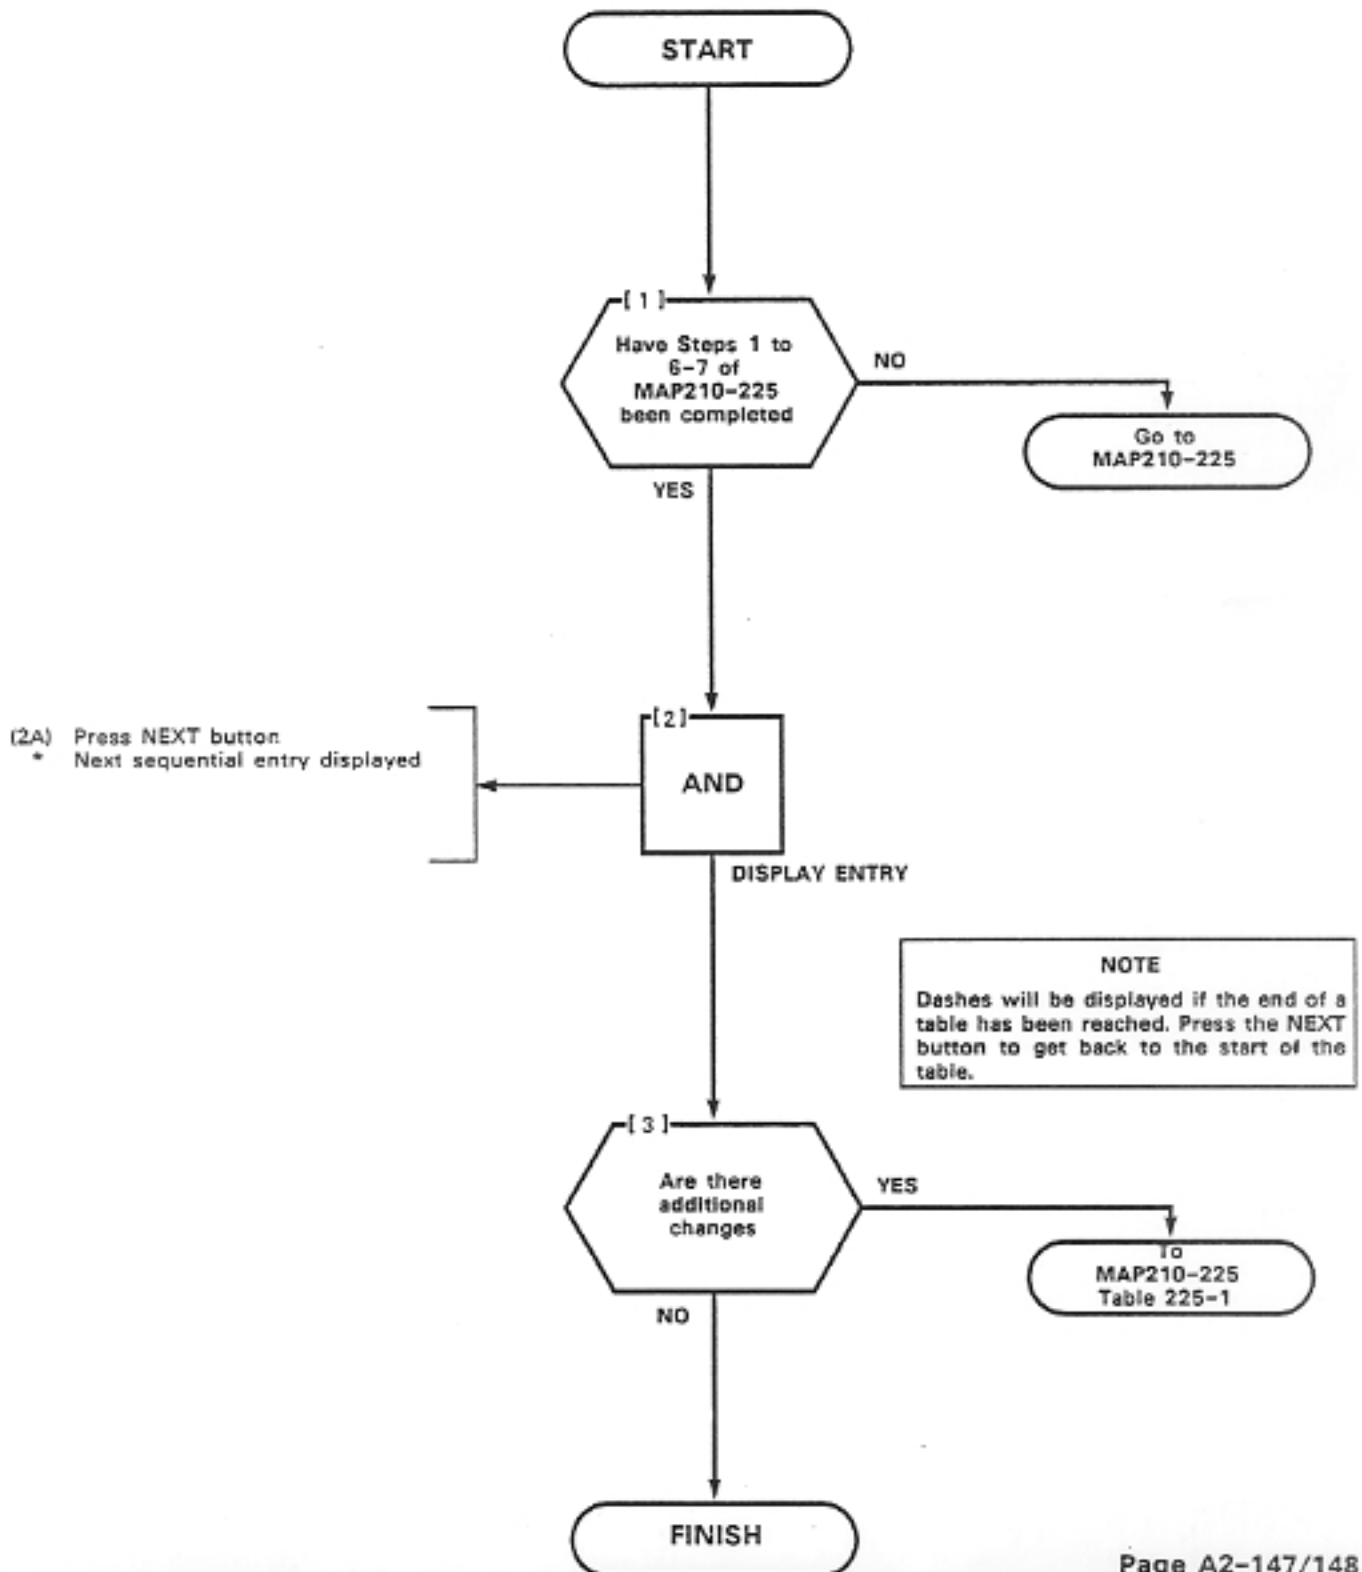 START
[ 1 ]
Have Steps 1 to
6-7 of
MAP210-225
been completed
NO
Go to
MAP210-225
YES
(2A) Press NEXT button
* Next sequential entry displayed
[2]
AND
DISPLAY ENTRY
NOTE
Dashes will be displayed if the end of a
table has been reached. Press the NEXT
button to get back to the start of the
table.
[ 3 ]
Are there
additional
changes
YES
To
MAP210-225
Table 225-1
NO
FINISH
Page A2-147/148